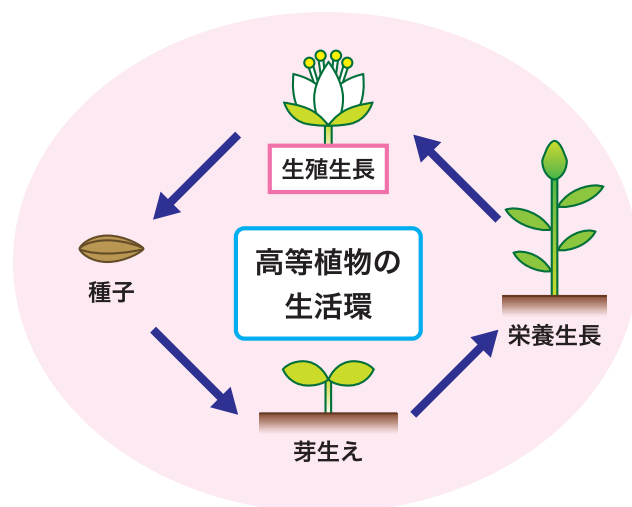 生殖生長
高等植物の
生活環
種子
栄養生長
芽生え